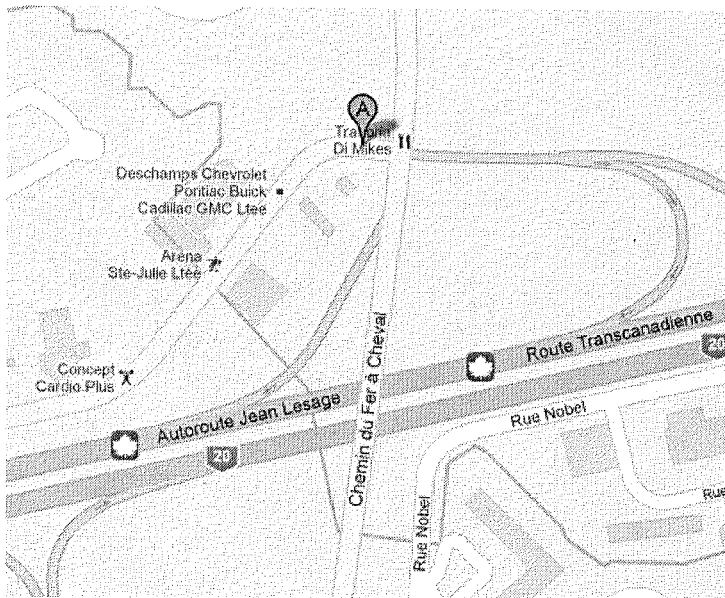 A
Di Mikes
Deschamps Chevrolet
Pontiac Buick
Cadillac GMC Ltee
Arena
Ste-Julie Ltée
Concept
Cardio Plus
Chemin du Fer à Cheval
Autoroute Jean Lesage
20
Route Transcanadienne
20
Rue Nobel
Rue Nobel
Rue